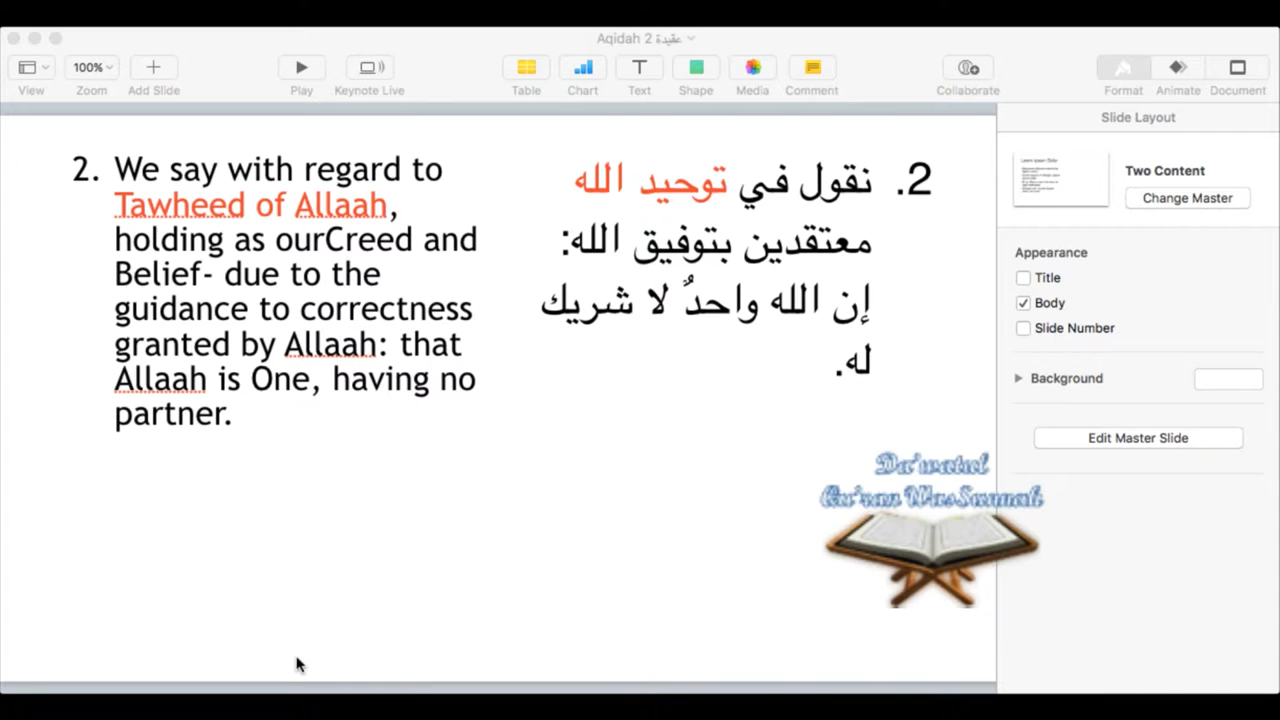 Aqidah 2 عقيدة
100%
View
Zoom
Add Slide
Play
Keynote Live
Table
Chart
Text
Shape
Media
Comment
Collaborate
Format
Animate
Document
2. We say with regard to
Tawheed of Allaah,
holding as ourCreed and
Belief- due to the
guidance to correctness
granted by Allaah: that
Allaah is One, having no
partner.
2. نقول في توحيد الله
معتقدين بتوفيق الله:
إن الله واحدٌ لا شريك
له.
Da'watul
Qur'an WasSunnah
Slide Layout
Two Content
Change Master
Appearance
Title
Body
Slide Number
Background
Edit Master Slide